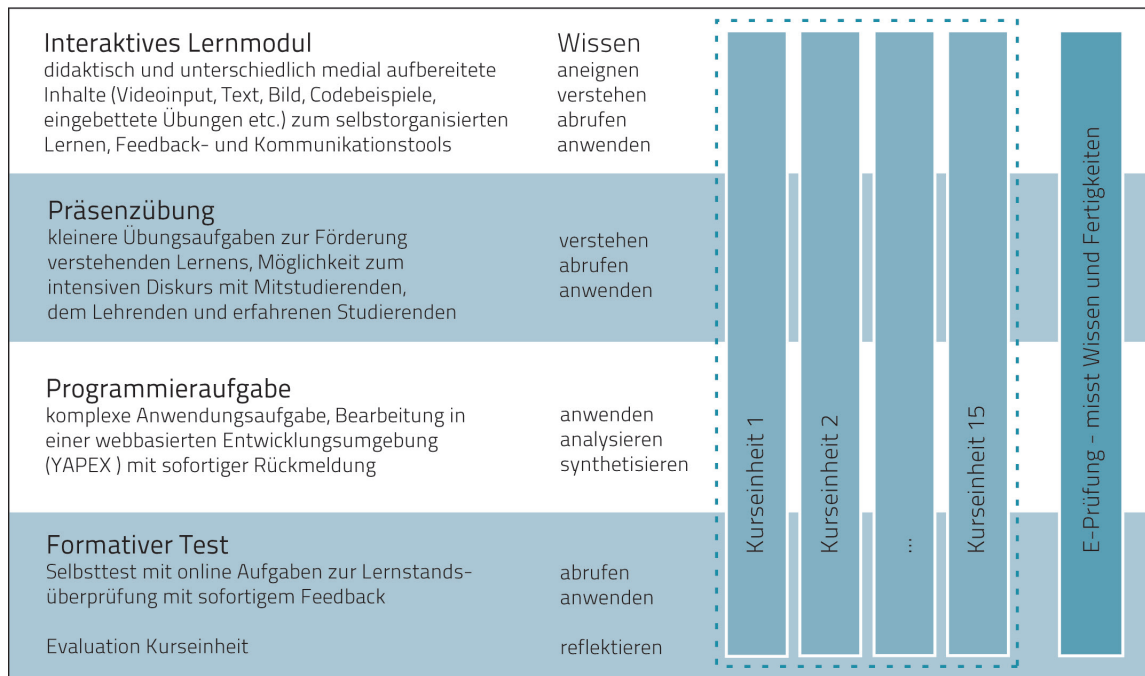 Interaktives Lernmodul
didaktisch und unterschiedlich medial aufbereitete
Inhalte (Videoinput, Text, Bild, Codebeispiele,
eingebettete Übungen etc.) zum selbstorganisierten
Lernen, Feedback- und Kommunikationstools
Wissen
aneignen
verstehen
abrufen
anwenden
Präsenzübung
kleinere Übungsaufgaben zur Förderung
verstehenden Lernens, Möglichkeit zum
intensiven Diskurs mit Mitstudierenden,
dem Lehrenden und erfahrenen Studierenden
verstehen
abrufen
anwenden
Programmieraufgabe
komplexe Anwendungsaufgabe, Bearbeitung in
einer webbasierten Entwicklungsumgebung
(YAPEX ) mit sofortiger Rückmeldung
anwenden
analysieren
synthetisieren
Formativer Test
Selbsttest mit online Aufgaben zur Lernstands-
überprüfung mit sofortigem Feedback
abrufen
anwenden
Evaluation Kurseinheit
reflektieren
Kurseinheit 1
Kurseinheit 2
...
Kurseinheit 15
E-Prüfung - misst Wissen und Fertigkeiten